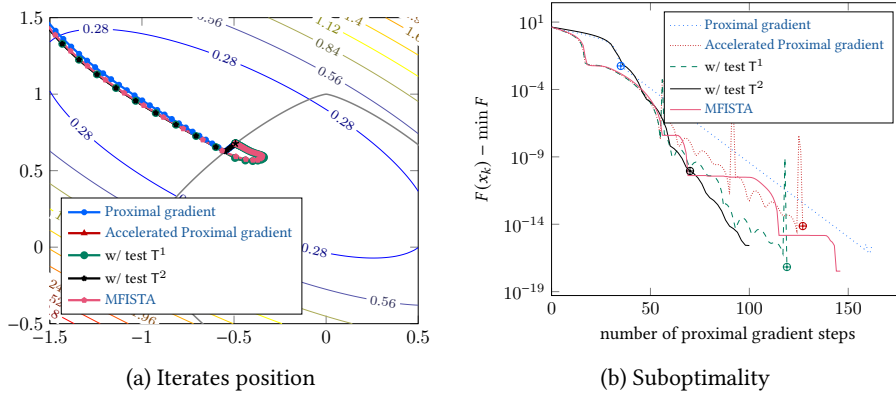 1.5
1
0.5
0
−0.5
−1.5
−1
−0.5
0
0.5
0.28
0.56
1.12
1.4
0.84
0.28
0.56
0.28
0.28
0.56
Proximal gradient
Accelerated Proximal gradient
w/ test T¹
w/ test T²
MFISTA
(a) Iterates position
10¹
10⁻⁴
10⁻⁹
10⁻¹⁴
10⁻¹⁹
F(xₖ) − min F
0
50
100
150
number of proximal gradient steps
Proximal gradient
Accelerated Proximal gradient
w/ test T¹
w/ test T²
MFISTA
(b) Suboptimality